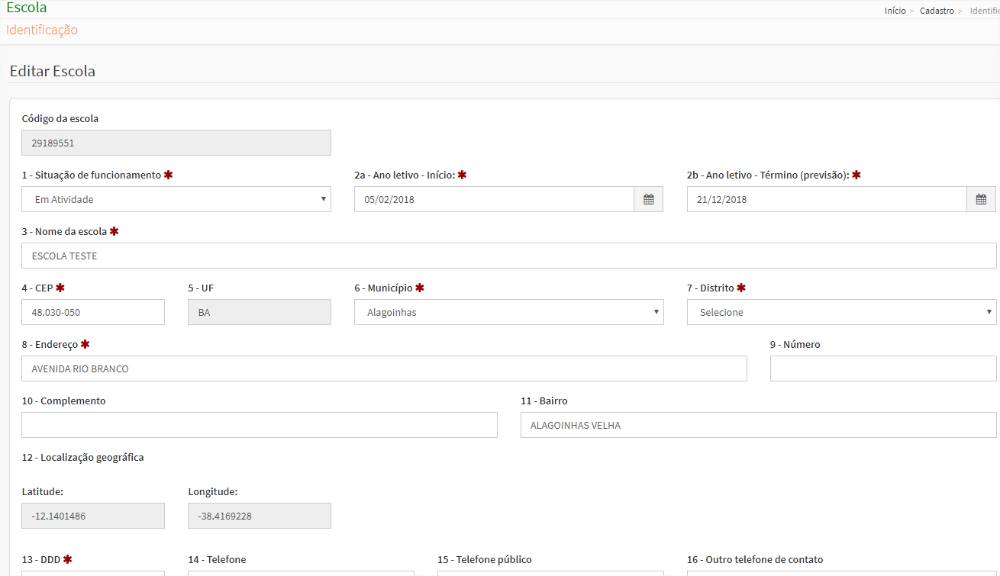 Escola
Início > Cadastro > Identific
Identificação
Editar Escola
Código da escola
29189551
1 - Situação de funcionamento ✱ 2a - Ano letivo - Início: ✱ 2b - Ano letivo - Término (previsão): ✱
Em Atividade 05/02/2018 21/12/2018
3 - Nome da escola ✱
ESCOLA TESTE
4 - CEP ✱ 5 - UF 6 - Município ✱ 7 - Distrito ✱
48.030-050 BA Alagoinhas Selecione
8 - Endereço ✱ 9 - Número
AVENIDA RIO BRANCO
10 - Complemento 11 - Bairro
ALAGOINHAS VELHA
12 - Localização geográfica
Latitude: Longitude:
-12.1401486 -38.4169228
13 - DDD ✱ 14 - Telefone 15 - Telefone público 16 - Outro telefone de contato